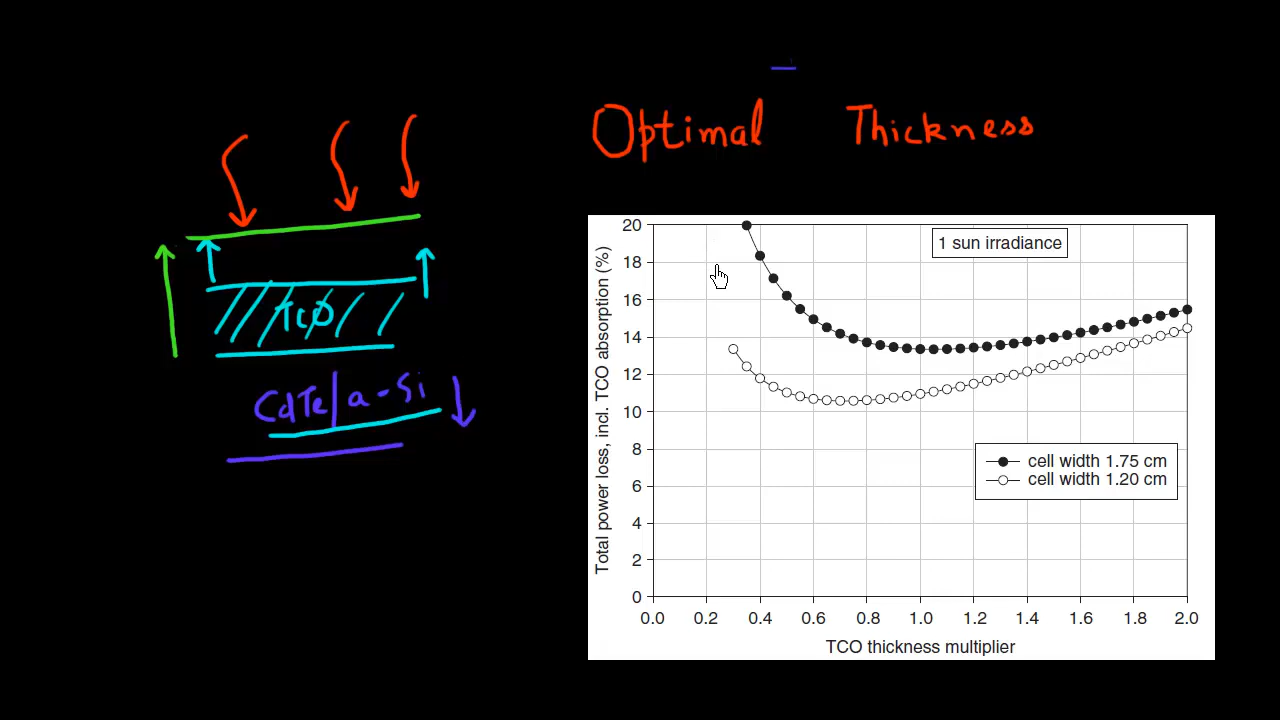 Optimal Thickness
TCO
CdTe/a-Si
1 sun irradiance
Total power loss, incl. TCO absorption (%)
20
18
16
14
12
10
8
6
4
2
0
cell width 1.75 cm
cell width 1.20 cm
0.0 0.2 0.4 0.6 0.8 1.0 1.2 1.4 1.6 1.8 2.0
TCO thickness multiplier